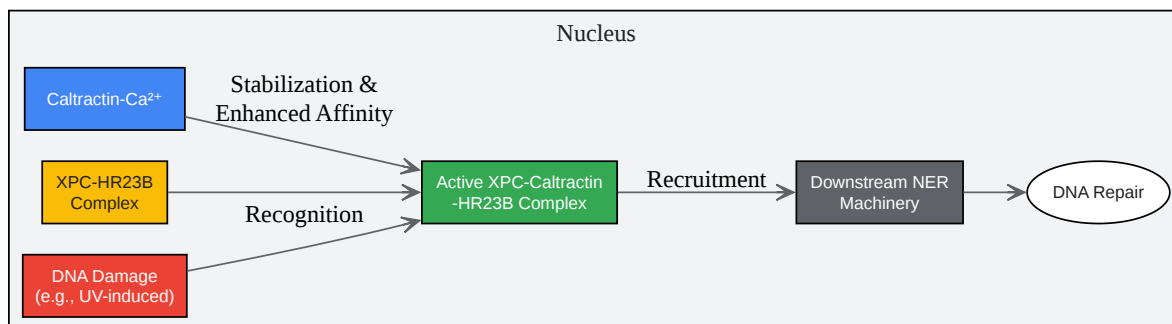 Nucleus
Caltractin-Ca²⁺
Stabilization &
Enhanced Affinity
XPC-HR23B
Complex
Recognition
DNA Damage
(e.g., UV-induced)
Active XPC-Caltractin
-HR23B Complex
Recruitment
Downstream NER
Machinery
DNA Repair